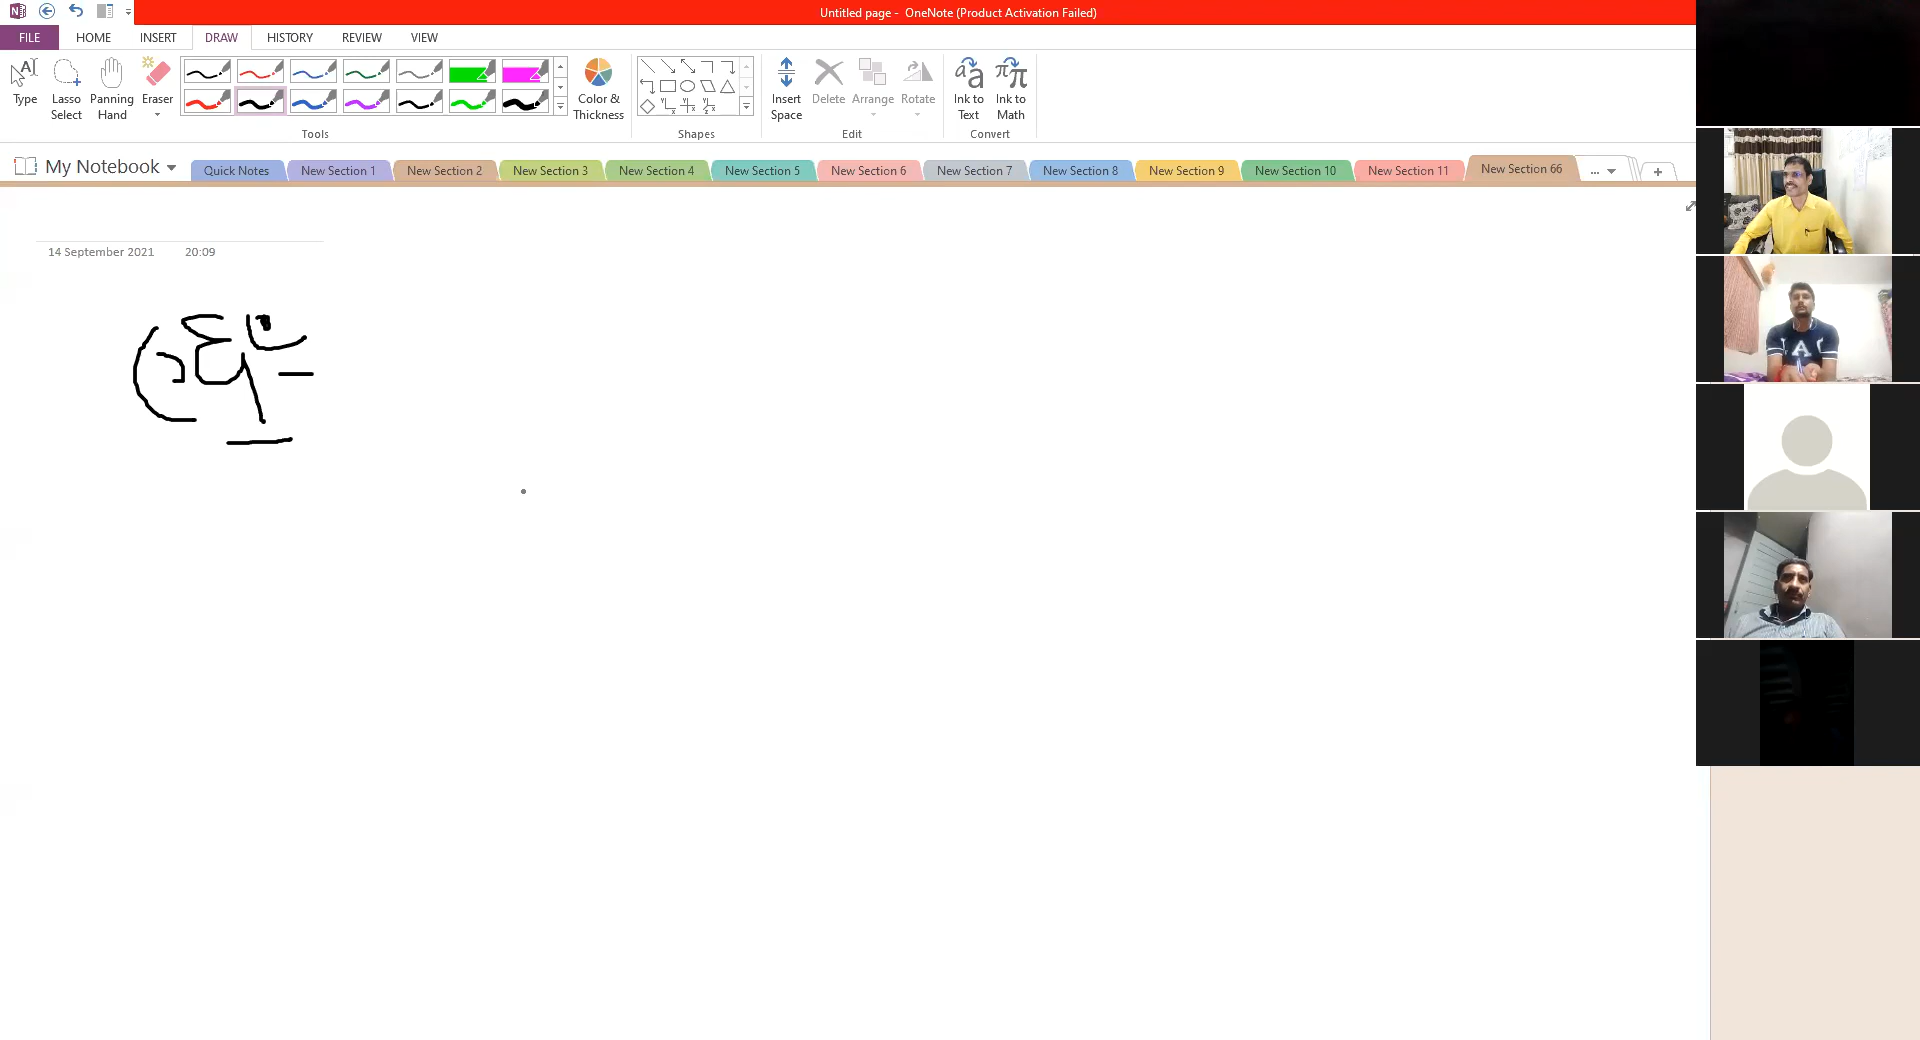 Untitled page - OneNote (Product Activation Failed)
FILE HOME INSERT DRAW HISTORY REVIEW VIEW
Type Lasso Select Panning Hand Eraser Color & Thickness Insert Space Delete Arrange Rotate Ink to Text Ink to Math
Tools Shapes Edit Convert
My Notebook Quick Notes New Section 1 New Section 2 New Section 3 New Section 4 New Section 5 New Section 6 New Section 7 New Section 8 New Section 9 New Section 10 New Section 11 New Section 66 ...
14 September 2021 20:09